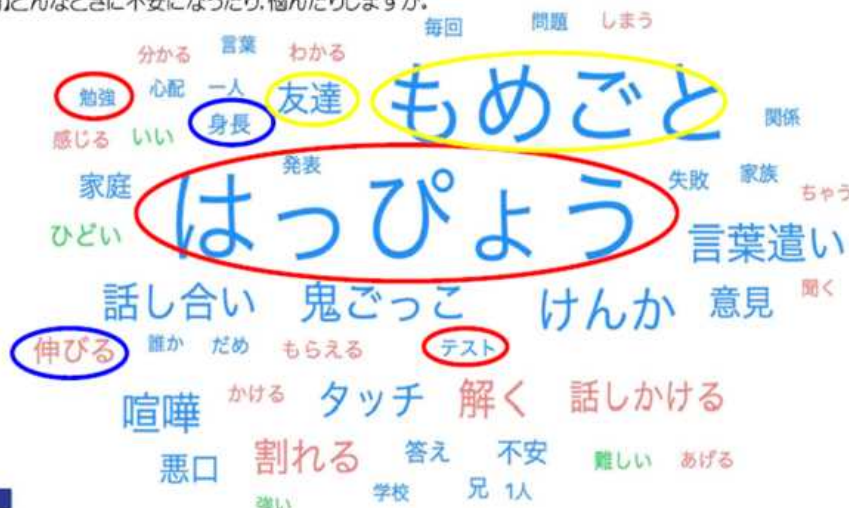 どんなときに不安になったり、悩んだりしますか。
毎回 問題 しまう
分かる 言葉 わかる
勉強 心配 一人 友達 もめごと
身長 関係
感じる いい
発表
家庭 はっぴょう 失敗 家族
ちゃう
ひどい 言葉遣い
話し合い 鬼ごっこ けんか 意見 聞く
伸びる 誰か だめ もらえる テスト
喧嘩 かける タッチ 解く 話しかける
悪口 割れる 答え 不安 難しい あげる
学校 兄 1人
強い